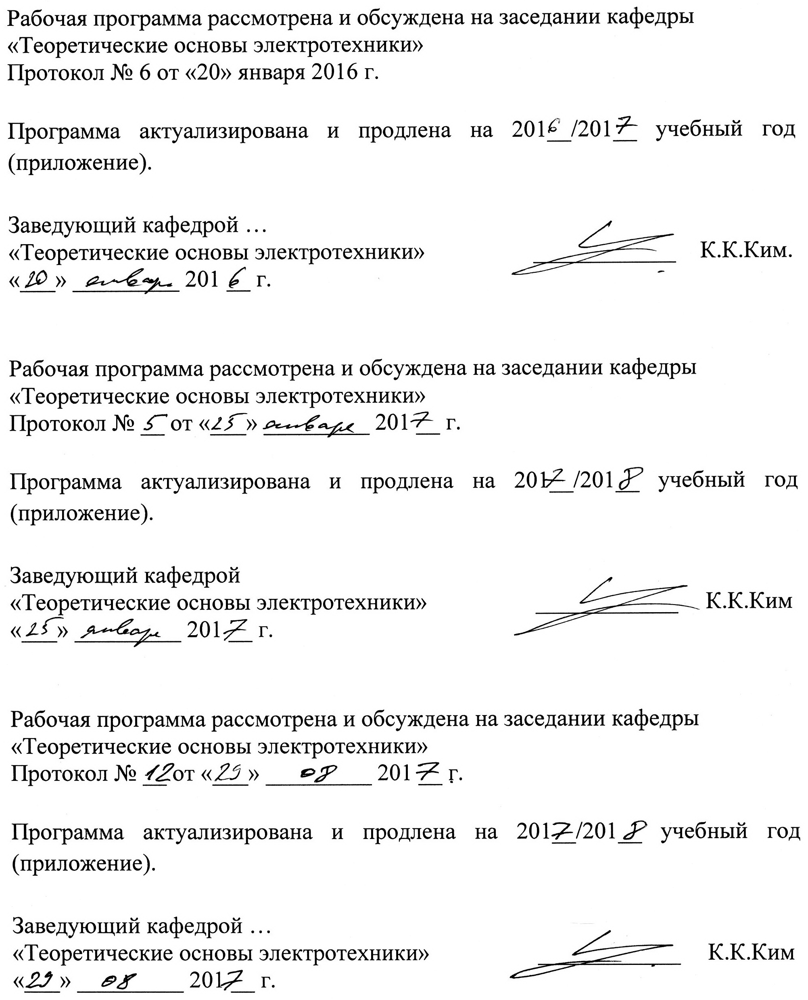 Рабочая программа рассмотрена и обсуждена на заседании кафедры
«Теоретические основы электротехники»
Протокол № 6 от «20» января 2016 г.
Программа актуализирована и продлена на 2016/2017 учебный год
(приложение).
Заведующий кафедрой …
«Теоретические основы электротехники» К.К.Ким.
«20» января 2016 г.
Рабочая программа рассмотрена и обсуждена на заседании кафедры
«Теоретические основы электротехники»
Протокол № 5 от «25» января 2017 г.
Программа актуализирована и продлена на 2017/2018 учебный год
(приложение).
Заведующий кафедрой
«Теоретические основы электротехники» К.К.Ким
«25» января 2017 г.
Рабочая программа рассмотрена и обсуждена на заседании кафедры
«Теоретические основы электротехники»
Протокол № 12 от «29» 08 2017 г.
Программа актуализирована и продлена на 2017/2018 учебный год
(приложение).
Заведующий кафедрой …
«Теоретические основы электротехники» К.К.Ким
«29» 08 2017 г.